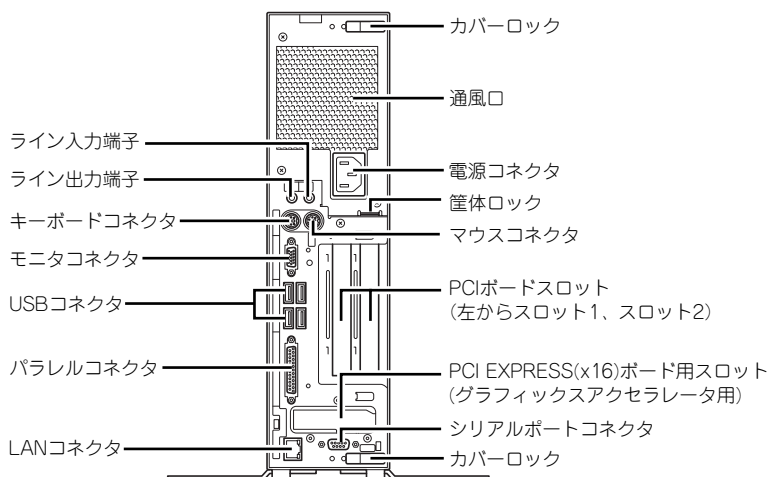 カバーロック
通風口
ライン入力端子
ライン出力端子
キーボードコネクタ
モニタコネクタ
USBコネクタ
パラレルコネクタ
LANコネクタ
電源コネクタ
筐体ロック
マウスコネクタ
PCIボードスロット
(左からスロット1、スロット2)
PCI EXPRESS(x16)ボード用スロット
(グラフィックスアクセラレータ用)
シリアルポートコネクタ
カバーロック